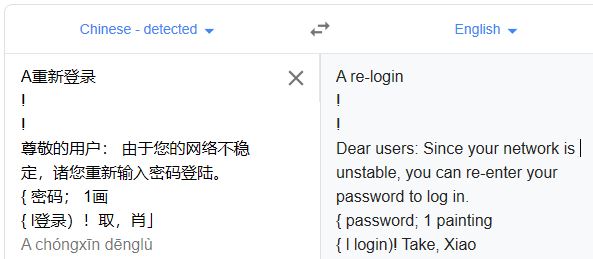 Chinese - detected
English
A重新登录
!
!
尊敬的用户： 由于您的网络不稳
定，诸您重新输入密码登陆。
{ 密码； 1画
{ l登录）！取，肖」
A chóngxīn dēnglù
A re-login
!
!
Dear users: Since your network is
unstable, you can re-enter your
password to log in.
{ password; 1 painting
{ l login)! Take, Xiao